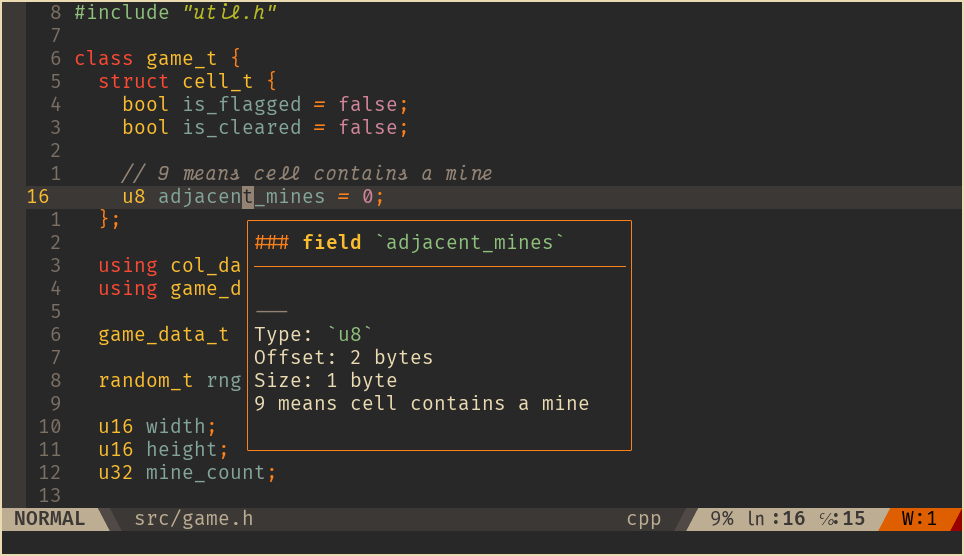 8 #include "util.h"
7
6 class game_t {
5   struct cell_t {
4     bool is_flagged = false;
3     bool is_cleared = false;
2
1     // 9 means cell contains a mine
16     u8 adjacent_mines = 0;
1   };
2 ### field `adjacent_mines`
3   using col_da
4   using game_d
5 ———
6   game_data_t Type: `u8`
7 Offset: 2 bytes
8   random_t rng Size: 1 byte
9 9 means cell contains a mine
10   u16 width;
11   u16 height;
12   u32 mine_count;
13
NORMAL src/game.h cpp 9% ln :16 ℅:15 W:1